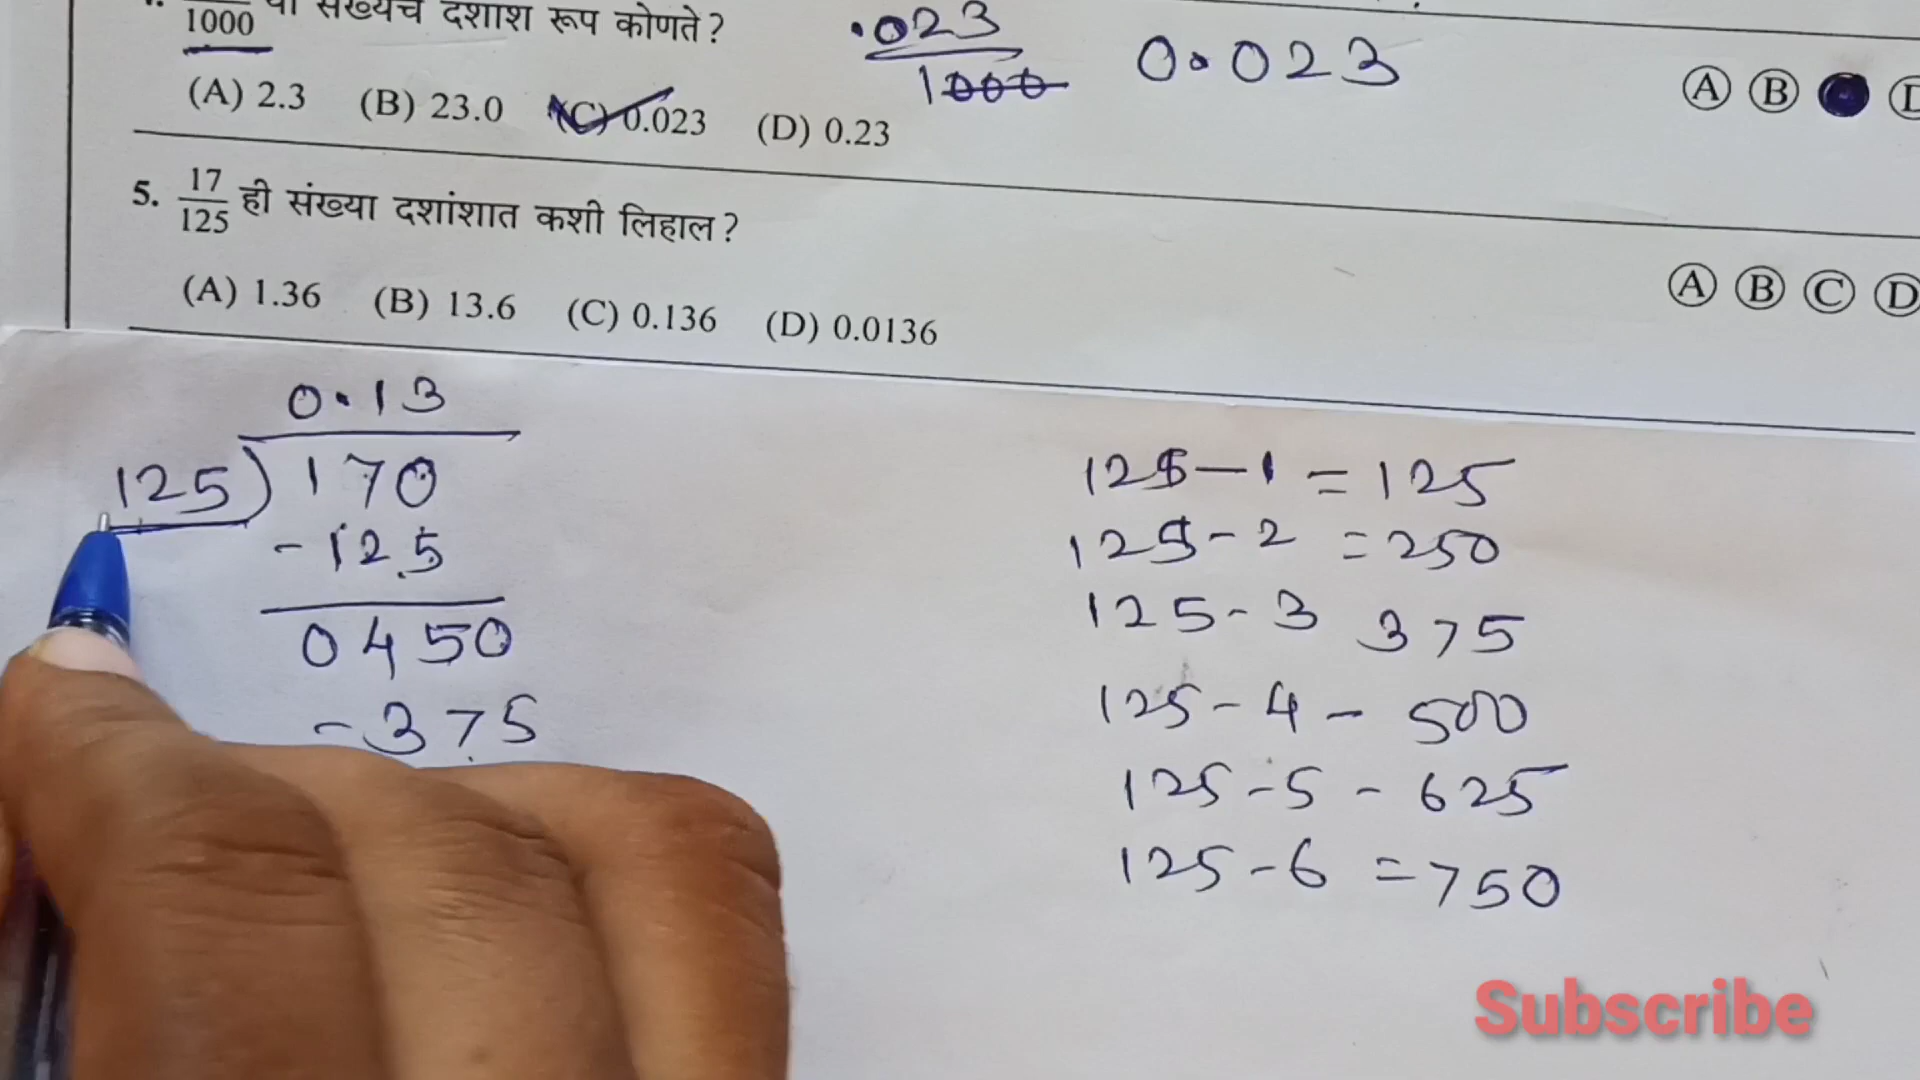 1000 या संख्येचे दशांश रूप कोणते?
.023
1000
0.023
(A) 2.3 (B) 23.0 (C) 0.023 (D) 0.23
A B
5. 17/125 ही संख्या दशांशात कशी लिहाल?
(A) 1.36 (B) 13.6 (C) 0.136 (D) 0.0136
A B C D
0.13
125) 170
-125
0450
-375
125-1 = 125
125-2 = 250
125-3 375
125-4-500
125-5-625
125-6 = 750
Subscribe